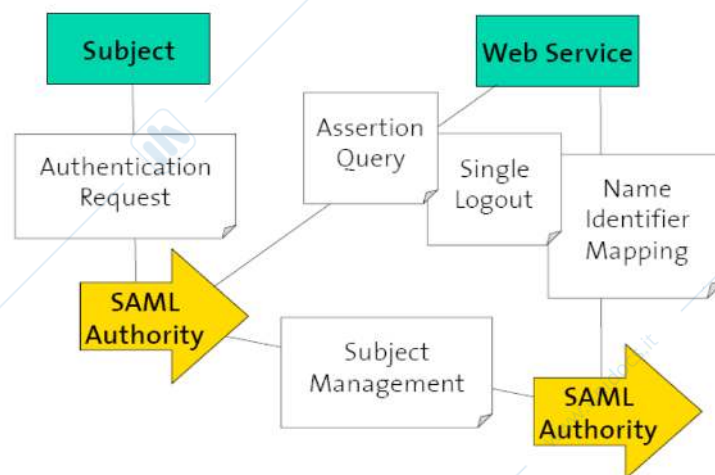 Subject
Web Service
Authentication
Request
Assertion
Query
Single
Logout
Name
Identifier
Mapping
SAML
Authority
Subject
Management
SAML
Authority